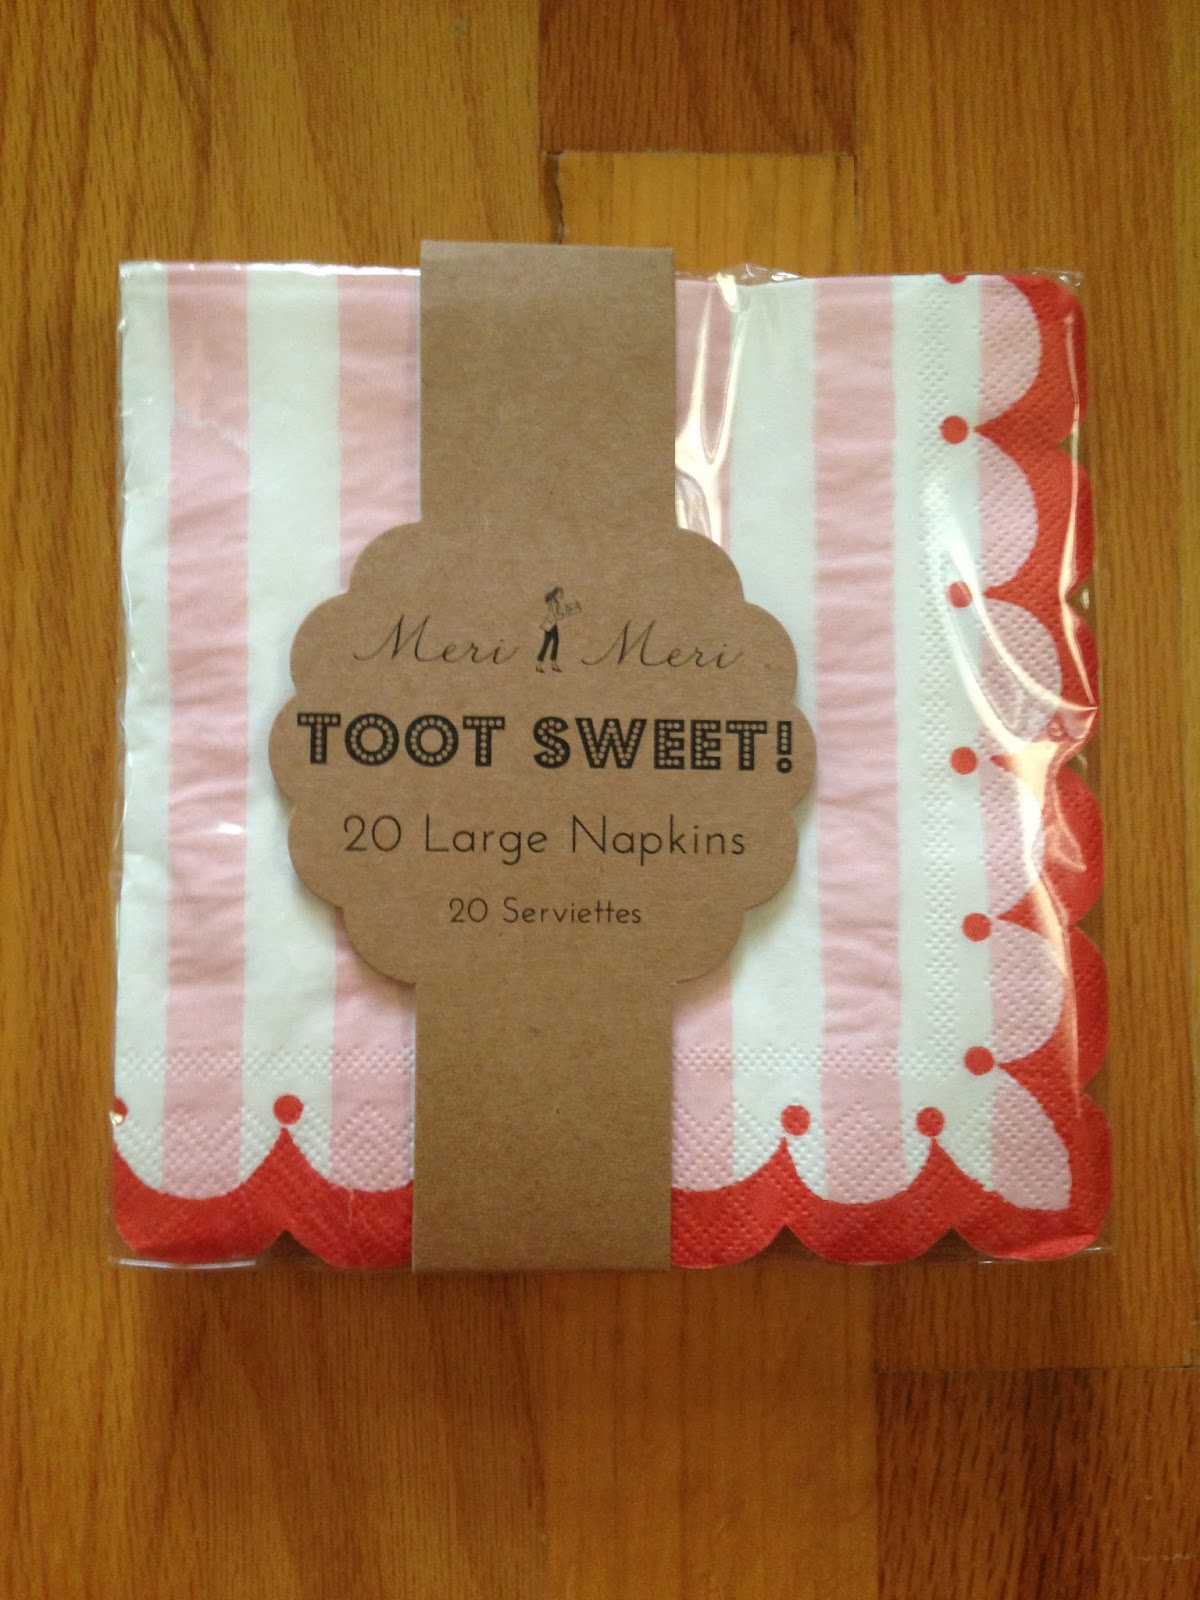 Meri Meri
TOOT SWEET!
20 Large Napkins
20 Serviettes